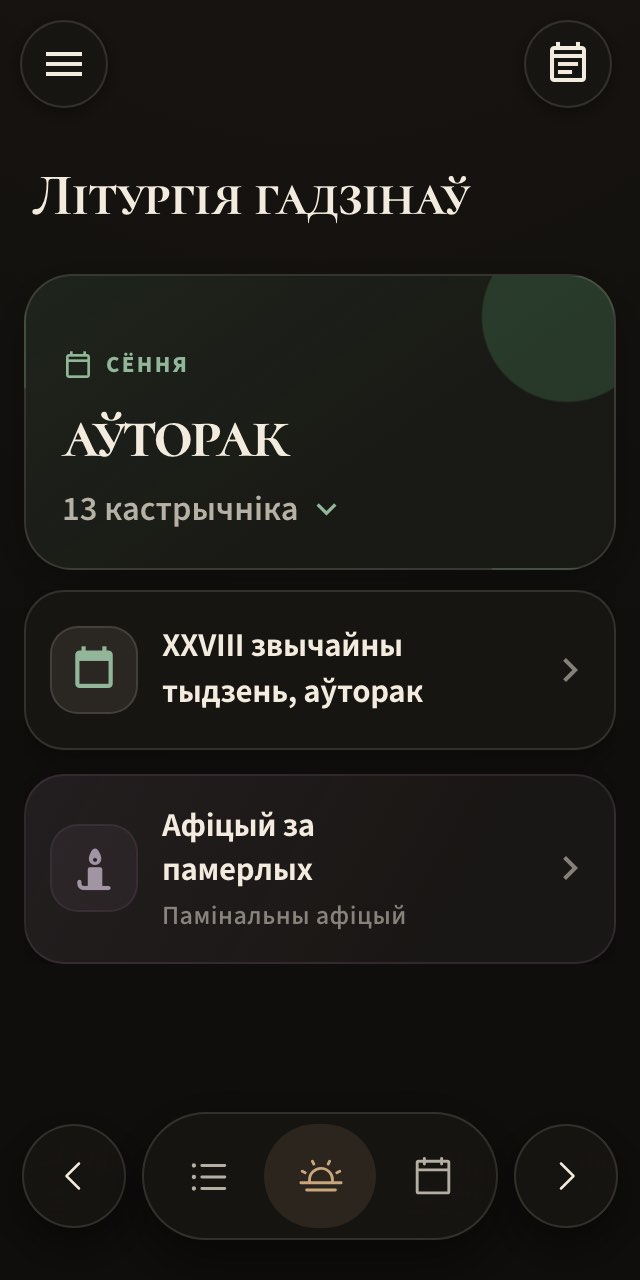 Літургія гадзінаў
СЁННЯ
АЎТОРАК
13 кастрычніка
XXVIII звычайны
тыдзень, аўторак
Афіцый за
памерлых
Памінальны афіцый